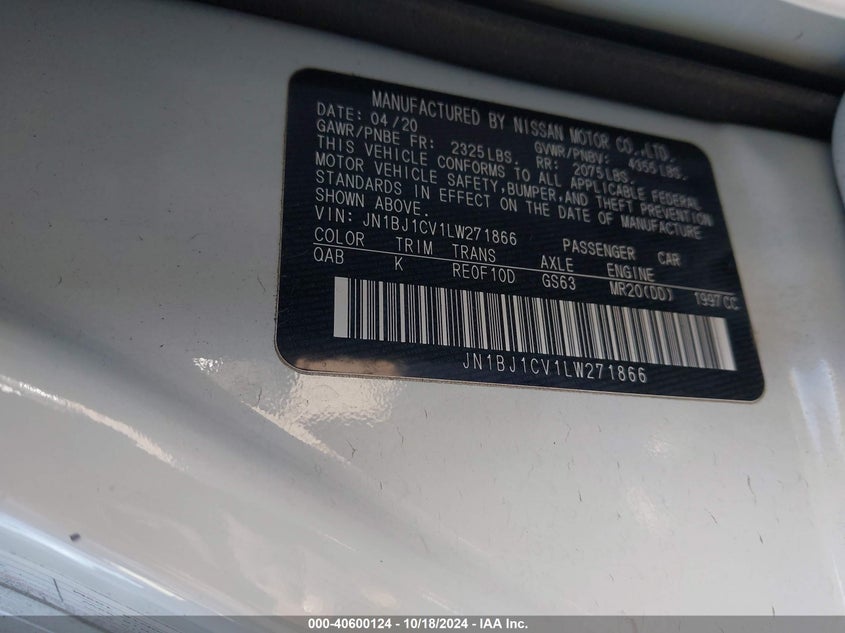 MANUFACTURED BY NISSAN MOTOR CO.,LTD.
DATE: 04/20 GVWR/PNBV: 4355LBS.
GAWR/PNBE FR: 2325LBS. RR: 2075LBS.
THIS VEHICLE CONFORMS TO ALL APPLICABLE FEDERAL
MOTOR VEHICLE SAFETY,BUMPER,AND THEFT PREVENTION
STANDARDS IN EFFECT ON THE DATE OF MANUFACTURE
SHOWN ABOVE.
VIN: JN1BJ1CV1LW271866 PASSENGER CAR
COLOR TRIM TRANS AXLE ENGINE
QAB K RE0F10D GS63 MR20(DD) 1997CC
JN1BJ1CV1LW271866
000-40600124 - 10/18/2024 - IAA Inc.